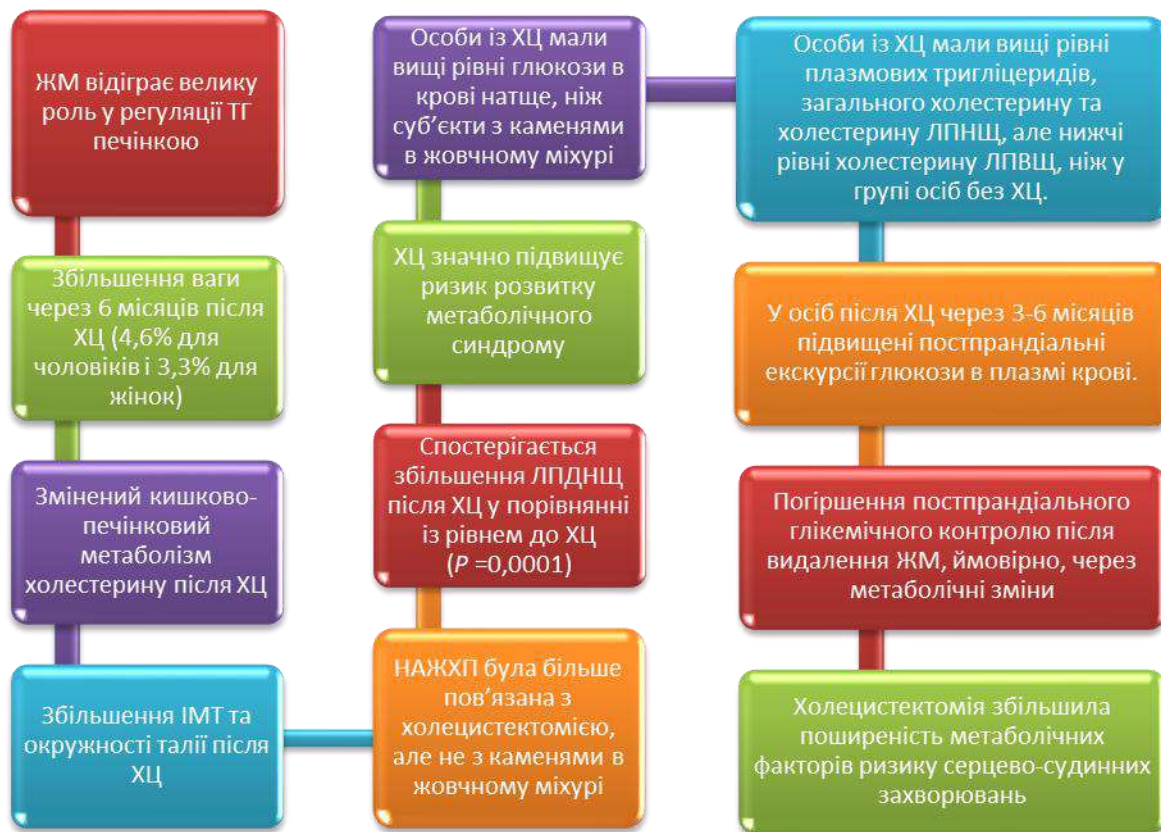 ЖМ відіграє велику
роль у регуляції ТГ
печінкою
Збільшення ваги
через 6 місяців після
ХЦ (4,6% для
чоловіків і 3,3% для
жінок)
Змінений кишково-
печінковий
метаболізм
холестерину після ХЦ
Збільшення ІМТ та
окружності талії після
ХЦ
НАЖХП була більше
пов’язана з
холецистектомією,
але не з каменями в
жовчному міхурі
Спостерігається
збільшення ЛПДНЩ
після ХЦ у порівнянні
із рівнем до ХЦ
(P =0,0001)
ХЦ значно підвищує
ризик розвитку
метаболічного
синдрому
Особи із ХЦ мали
вищі рівні глюкози в
крові натще, ніж
суб’єкти з каменями
в жовчному міхурі
Особи із ХЦ мали вищі рівні
плазмових тригліцеридів,
загального холестерину та
холестерину ЛПНЩ, але нижчі
рівні холестерину ЛПВЩ, ніж у
групі осіб без ХЦ.
У осіб після ХЦ через 3-6 місяців
підвищені постпрандіальні
екскурсії глюкози в плазмі крові.
Погіршення постпрандіального
глікемічного контролю після
видалення ЖМ, ймовірно, через
метаболічні зміни
Холецистектомія збільшила
поширеність метаболічних
факторів ризику серцево-судинних
захворювань